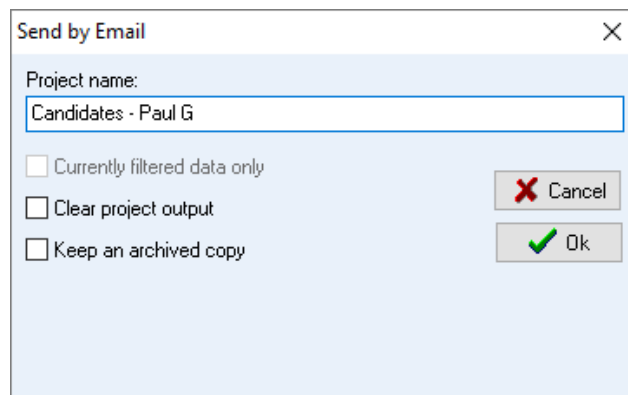 Send by Email
Project name:
Candidates - Paul G
Currently filtered data only
Clear project output
Keep an archived copy
Cancel
Ok